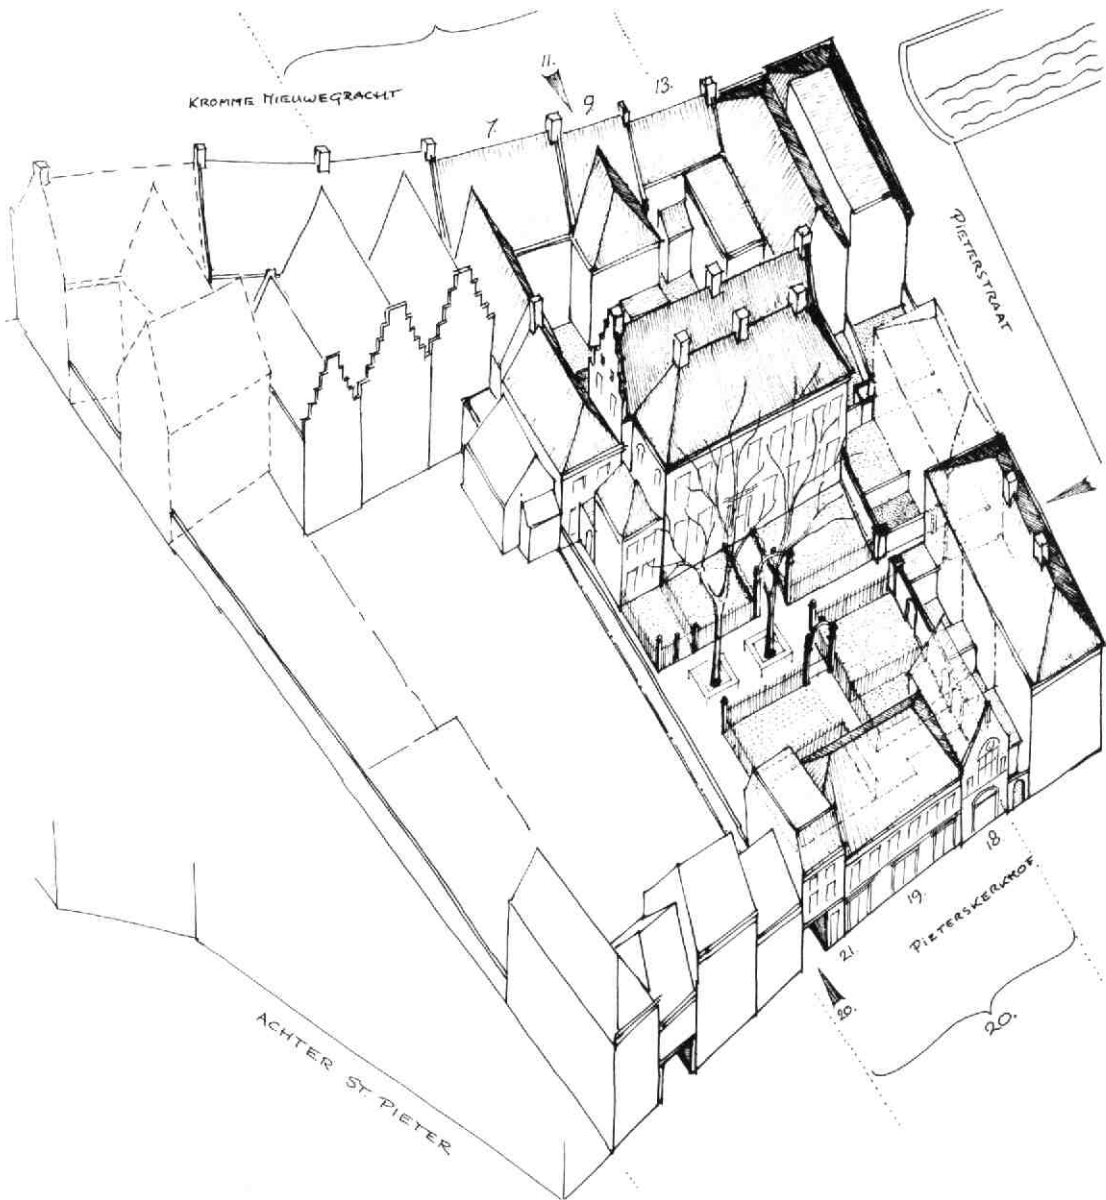 KROMME NIEUWEGRACHT
11.
7.
9.
13.
PIETERSTRAAT
18.
19.
21.
PIETERSKERKHOF
20.
20.
ACHTER ST. PIETER